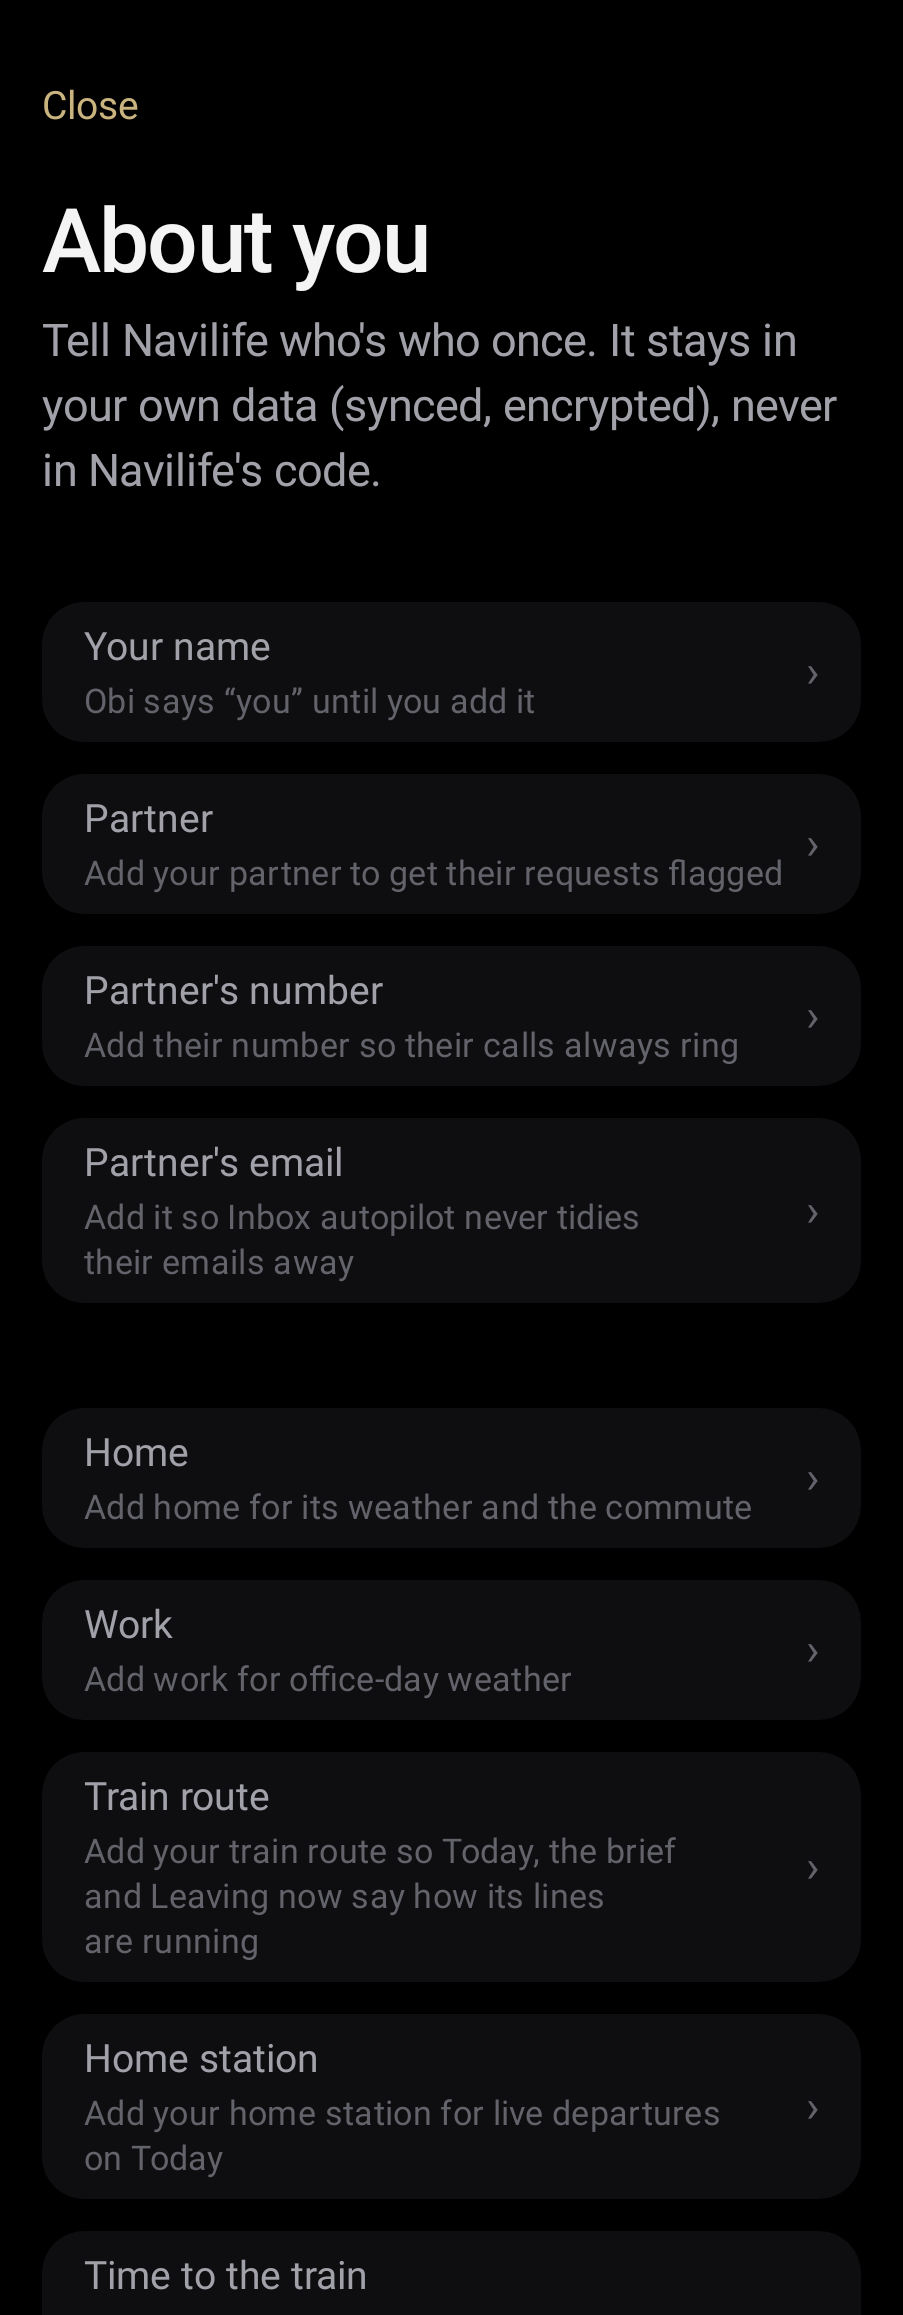 Close
About you
Tell Navilife who's who once. It stays in
your own data (synced, encrypted), never
in Navilife's code.
Your name
Obi says “you” until you add it
›
Partner
Add your partner to get their requests flagged
›
Partner's number
Add their number so their calls always ring
›
Partner's email
Add it so Inbox autopilot never tidies
their emails away
›
Home
Add home for its weather and the commute
›
Work
Add work for office-day weather
›
Train route
Add your train route so Today, the brief
and Leaving now say how its lines
are running
›
Home station
Add your home station for live departures
on Today
›
Time to the train